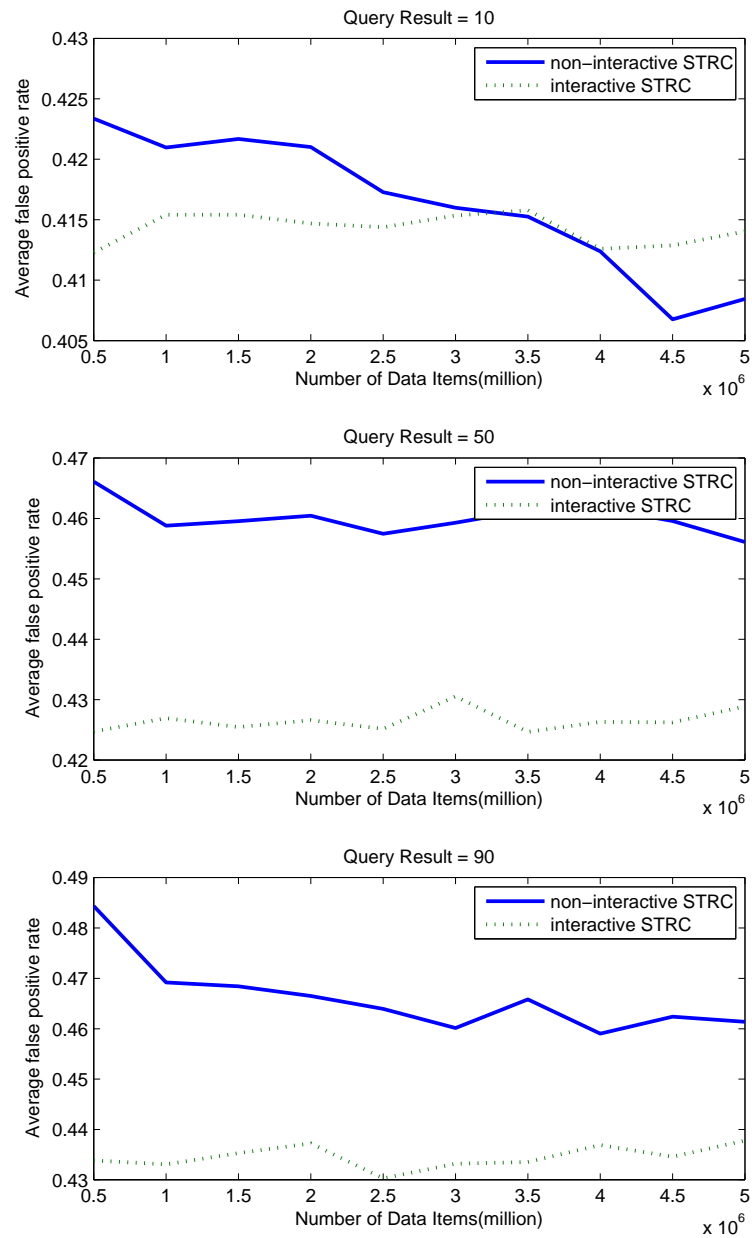 Query Result = 10
0.43
0.425
0.42
0.415
0.41
0.405
Average false positive rate
non−interactive STRC
interactive STRC
0.5 1 1.5 2 2.5 3 3.5 4 4.5 5
Number of Data Items(million)
x 10^6
Query Result = 50
0.47
0.46
0.45
0.44
0.43
0.42
Average false positive rate
non−interactive STRC
interactive STRC
0.5 1 1.5 2 2.5 3 3.5 4 4.5 5
Number of Data Items(million)
x 10^6
Query Result = 90
0.49
0.48
0.47
0.46
0.45
0.44
0.43
Average false positive rate
non−interactive STRC
interactive STRC
0.5 1 1.5 2 2.5 3 3.5 4 4.5 5
Number of Data Items(million)
x 10^6